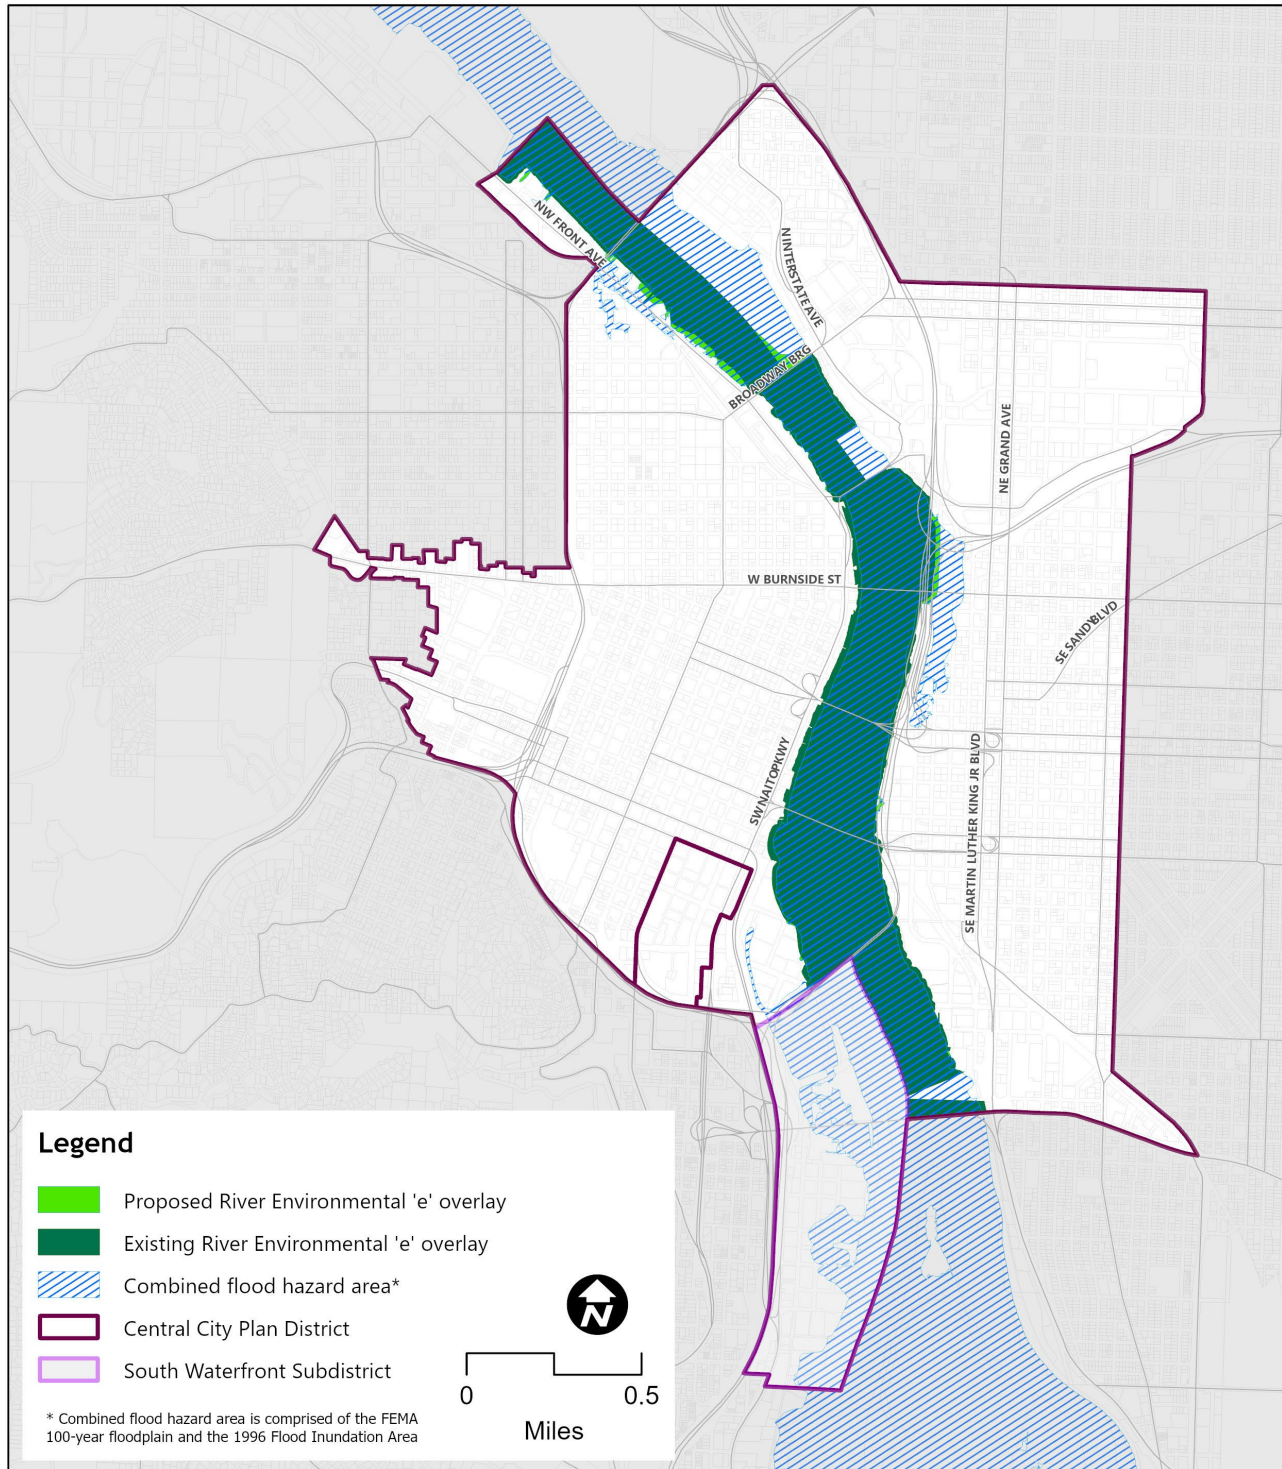 NW FRONT AVE
N INTERSTATE AVE
BROADWAY BRG
NE GRAND AVE
W BURNSIDE ST
SE SANDY BLVD
SW NAITO PKWY
SE MARTIN LUTHER KING JR BLVD
Legend
Proposed River Environmental 'e' overlay
Existing River Environmental 'e' overlay
Combined flood hazard area*
Central City Plan District
South Waterfront Subdistrict
* Combined flood hazard area is comprised of the FEMA
100-year floodplain and the 1996 Flood Inundation Area
N
0 0.5
Miles